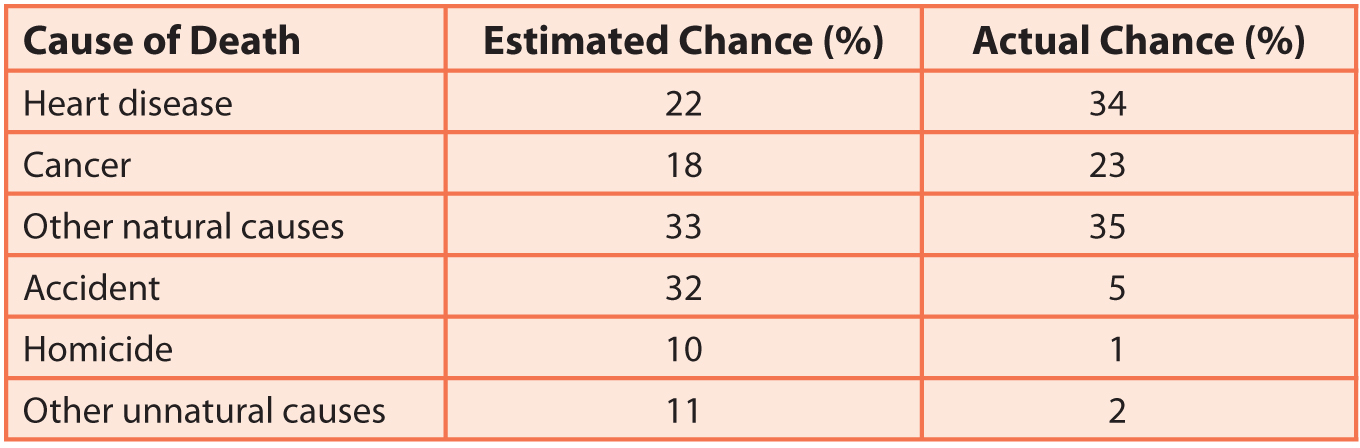 Cause of Death Estimated Chance (%) Actual Chance (%)
Heart disease 22 34
Cancer 18 23
Other natural causes 33 35
Accident 32 5
Homicide 10 1
Other unnatural causes 11 2